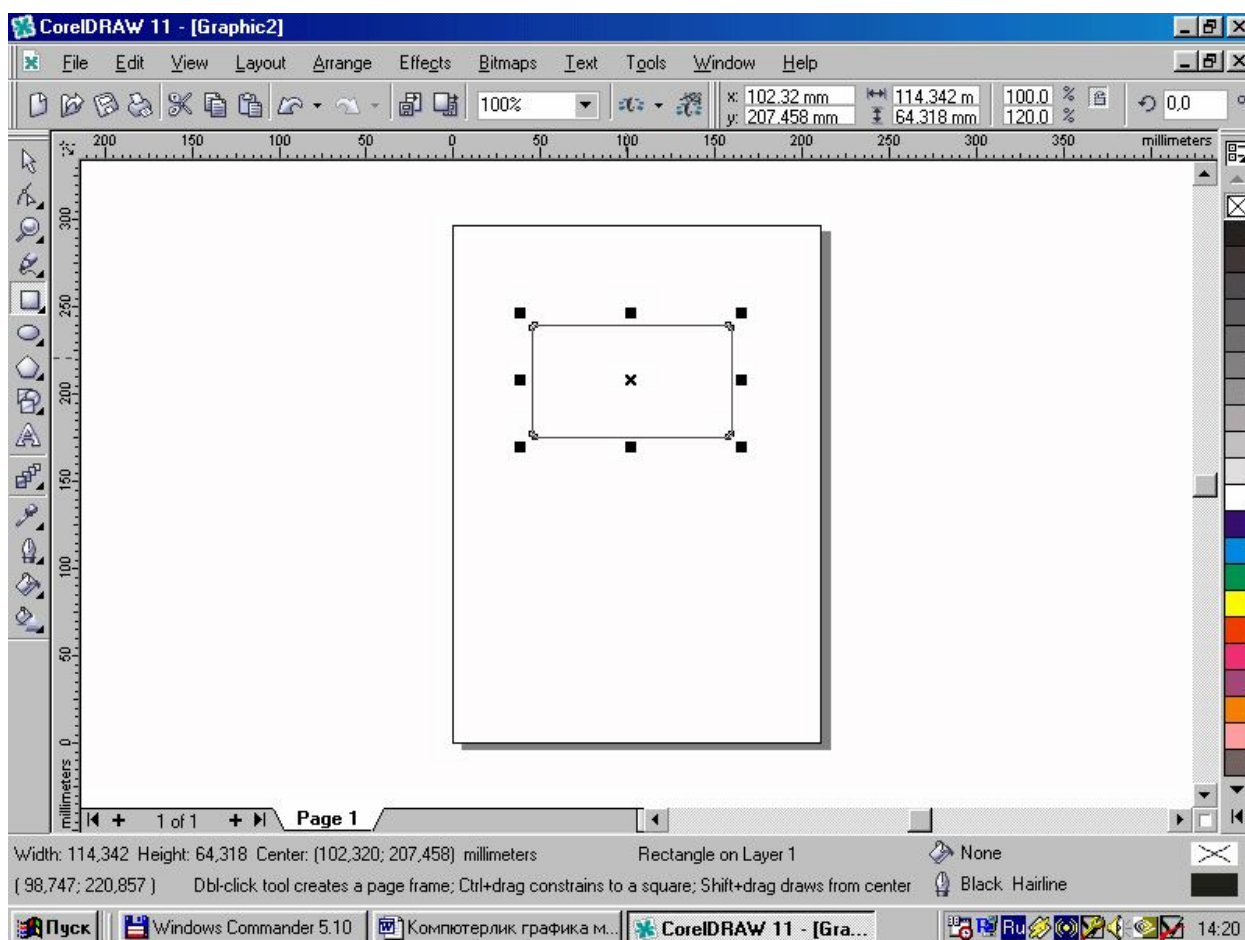 CorelDRAW 11 - [Graphic2]
File Edit View Layout Arrange Effects Bitmaps Text Tools Window Help
100% x: 102.32 mm 114.342 m 100.0 % 0,0 °
y: 207.458 mm 64.318 mm 120.0 %
200 150 100 50 0 50 100 150 200 250 300 350 millimeters
300
250
200
150
100
50
0
millimeters
1 of 1 Page 1
Width: 114,342 Height: 64,318 Center: (102,320; 207,458) millimeters Rectangle on Layer 1 None
( 98,747; 220,857 ) Dbl-click tool creates a page frame; Ctrl+drag constrains to a square; Shift+drag draws from center Black Hairline
Пуск Windows Commander 5.10 Компютерлик графика м... CorelDRAW 11 - [Gra... Ru 14:20